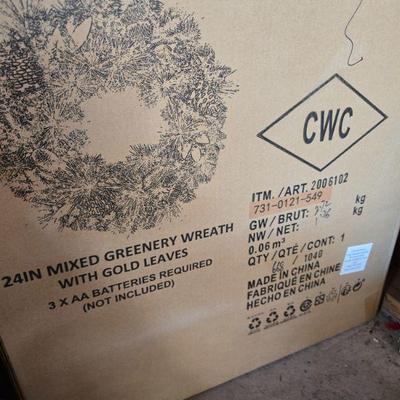 24IN MIXED GREENERY WREATH
WITH GOLD LEAVES
3 X AA BATTERIES REQUIRED
(NOT INCLUDED)
CWC
ITM. /ART. 2006102
731-0121-549
GW/BRUT: kg
NW/NET: kg
0.06 m³
QTY/QTÉ/CONT: 1
/ 1040
MADE IN CHINA
FABRIQUÉ EN CHINE
HECHO EN CHINA